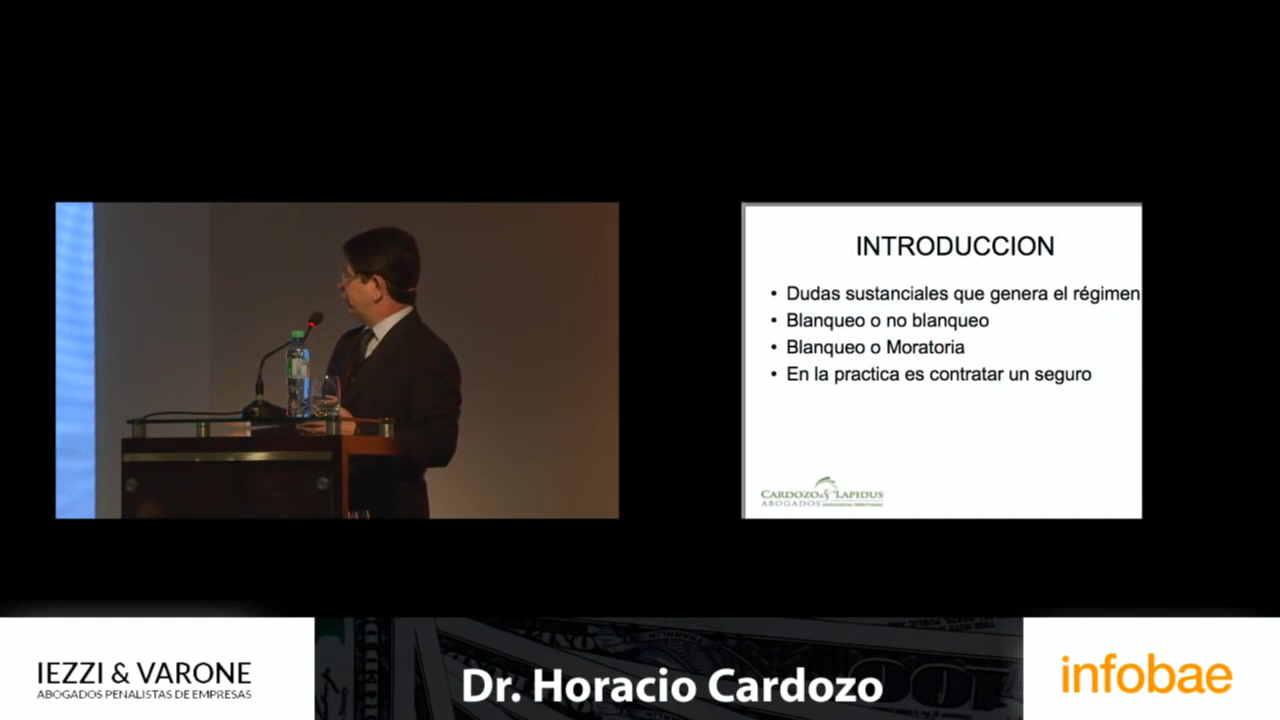 INTRODUCCION
• Dudas sustanciales que genera el régimen
• Blanqueo o no blanqueo
• Blanqueo o Moratoria
• En la practica es contratar un seguro
CARDOZO & LAPIDUS
ABOGADOS
IEZZI & VARONE
ABOGADOS PENALISTAS DE EMPRESAS
Dr. Horacio Cardozo
infobae